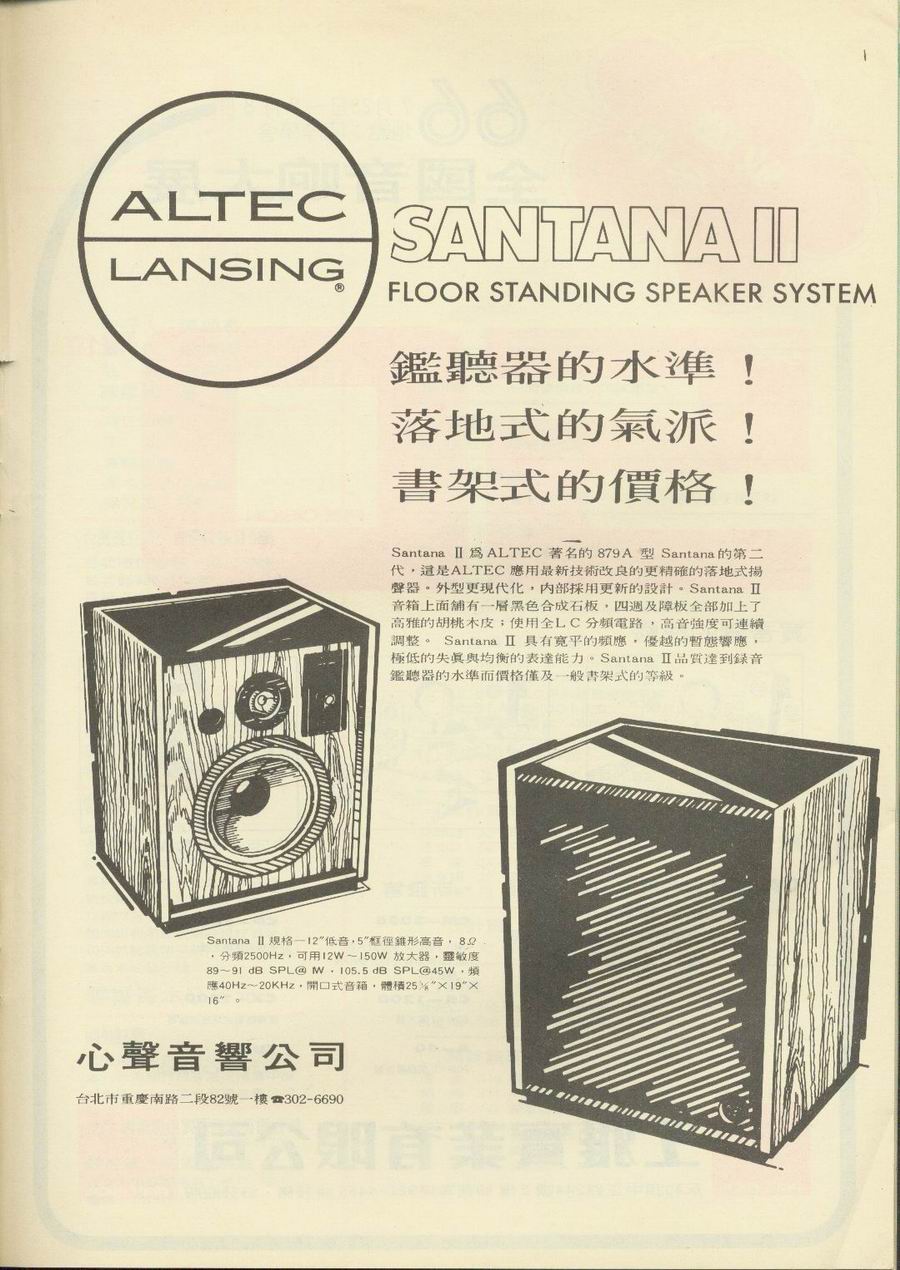 ALTEC
LANSING®
SANTANA II
FLOOR STANDING SPEAKER SYSTEM
鑑聽器的水準！
落地式的氣派！
書架式的價格！
Santana Ⅱ 爲 ALTEC 著名的 879A 型 Santana 的第二
代，這是ALTEC 應用最新技術改良的更精確的落地式揚
聲器。外型更現代化，內部採用更新的設計。Santana Ⅱ
音箱上面舖有一層黑色合成石板，四週及障板全部加上了
高雅的胡桃木皮；使用全LC分頻電路，高音強度可連續
調整。 Santana Ⅱ 具有寬平的頻應，優越的暫態響應，
極低的失眞與均衡的表達能力。Santana Ⅱ品質達到録音
鑑聽器的水準而價格僅及一般書架式的等級。
Santana Ⅱ 規格—12"低音，5"框徑錐形高音， 8Ω
，分頻2500Hz，可用12W～150W 放大器，靈敏度
89～91 dB SPL@ 1W，105.5 dB SPL@45W，頻
應40Hz～20KHz，開口式音箱，體積25 "×19"×
16" 。
心聲音響公司
台北市重慶南路二段82號一樓☎302-6690